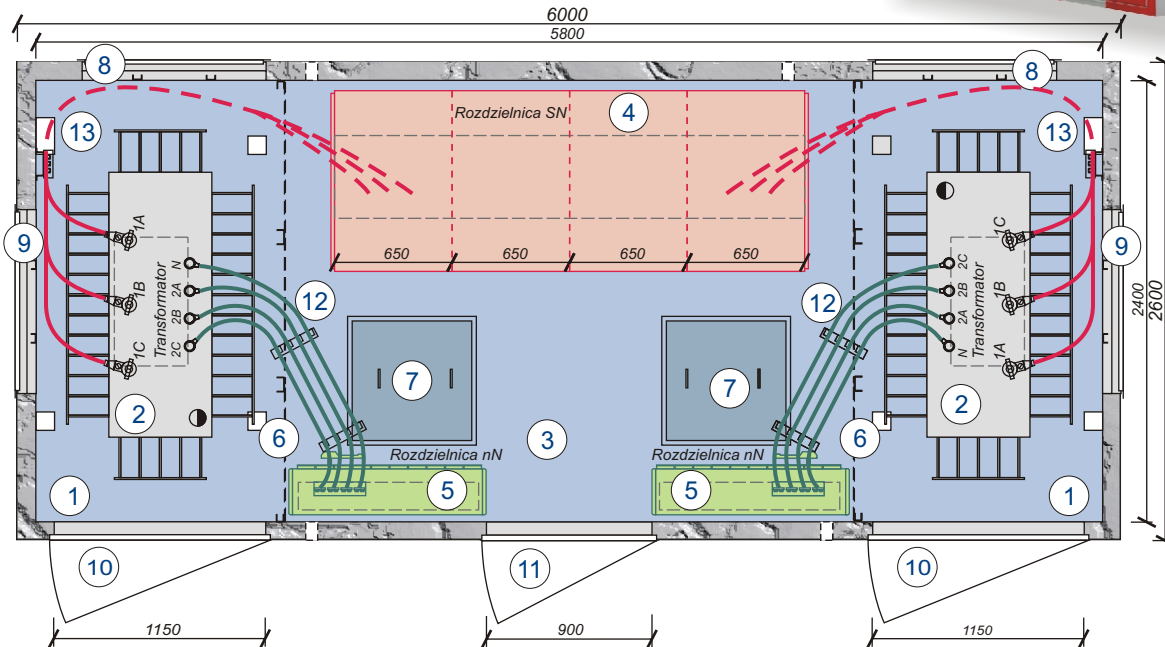 6000
5800
8
8
Rozdzielnica SN
4
13
13
1A
N
2A
2B
2C
1B
1C
Transformator
9
650
650
650
650
1C
2C
2B
2A
N
1B
1A
Transformator
9
12
12
2400
2600
7
7
2
2
6
3
6
Rozdzielnica nN
Rozdzielnica nN
5
5
1
1
10
11
10
1150
900
1150